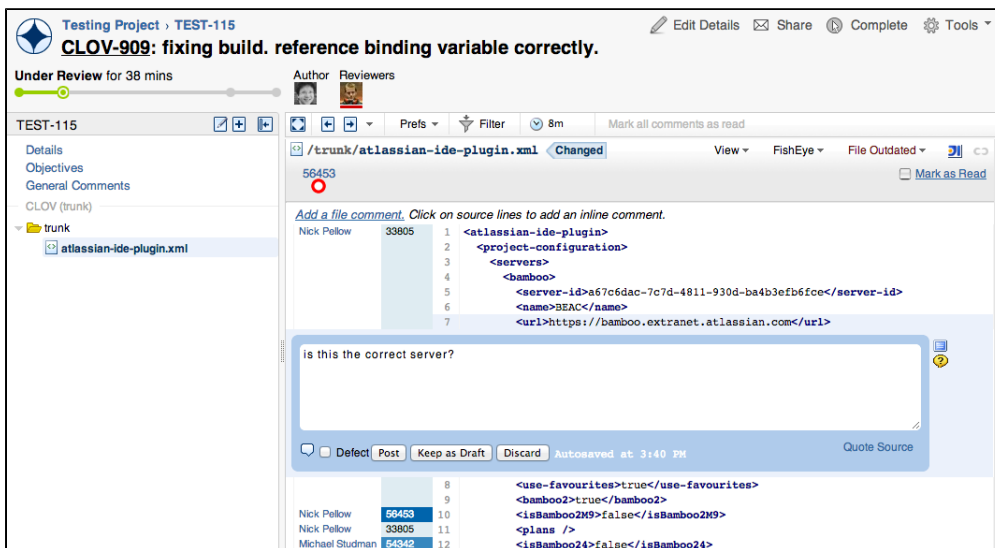 Testing Project › TEST-115
Edit Details Share Complete Tools
CLOV-909: fixing build. reference binding variable correctly.
Under Review for 38 mins
Author Reviewers
TEST-115
Prefs Filter 8m Mark all comments as read
Details
Objectives
General Comments
CLOV (trunk)
trunk
atlassian-ide-plugin.xml
/trunk/atlassian-ide-plugin.xml Changed View FishEye File Outdated
56453
Mark as Read
Add a file comment. Click on source lines to add an inline comment.
Nick Pellow 33805 1 <atlassian-ide-plugin>
2 <project-configuration>
3 <servers>
4 <bamboo>
5 <server-id>a67c6dac-7c7d-4811-930d-ba4b3efb6fce</server-id>
6 <name>BEAC</name>
7 <url>https://bamboo.extranet.atlassian.com</url>
is this the correct server?
Defect Post Keep as Draft Discard Autosaved at 3:40 PM Quote Source
8 <use-favourites>true</use-favourites>
9 <bamboo2>true</bamboo2>
Nick Pellow 56453 10 <isBamboo2M9>false</isBamboo2M9>
Nick Pellow 33805 11 <plans />
Michael Studman 54342 12 <isBamboo24>false</isBamboo24>